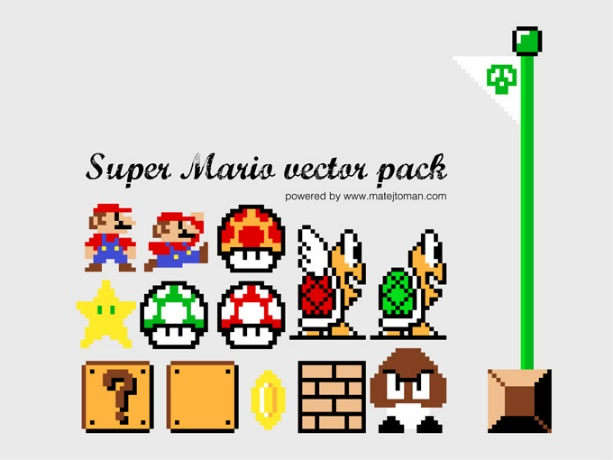 Super Mario vector pack
powered by www.matejtoman.com
?